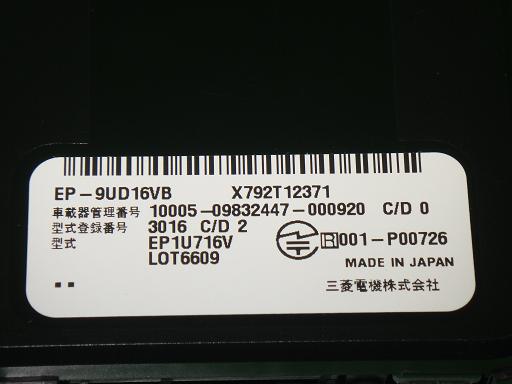 EP-9UD16VB X792T12371
車載器管理番号 10005-09832447-000920 C/D 0
型式登録番号 3016 C/D 2
型式 EP1U716V R 001-P00726
LOT6609
MADE IN JAPAN
三菱電機株式会社